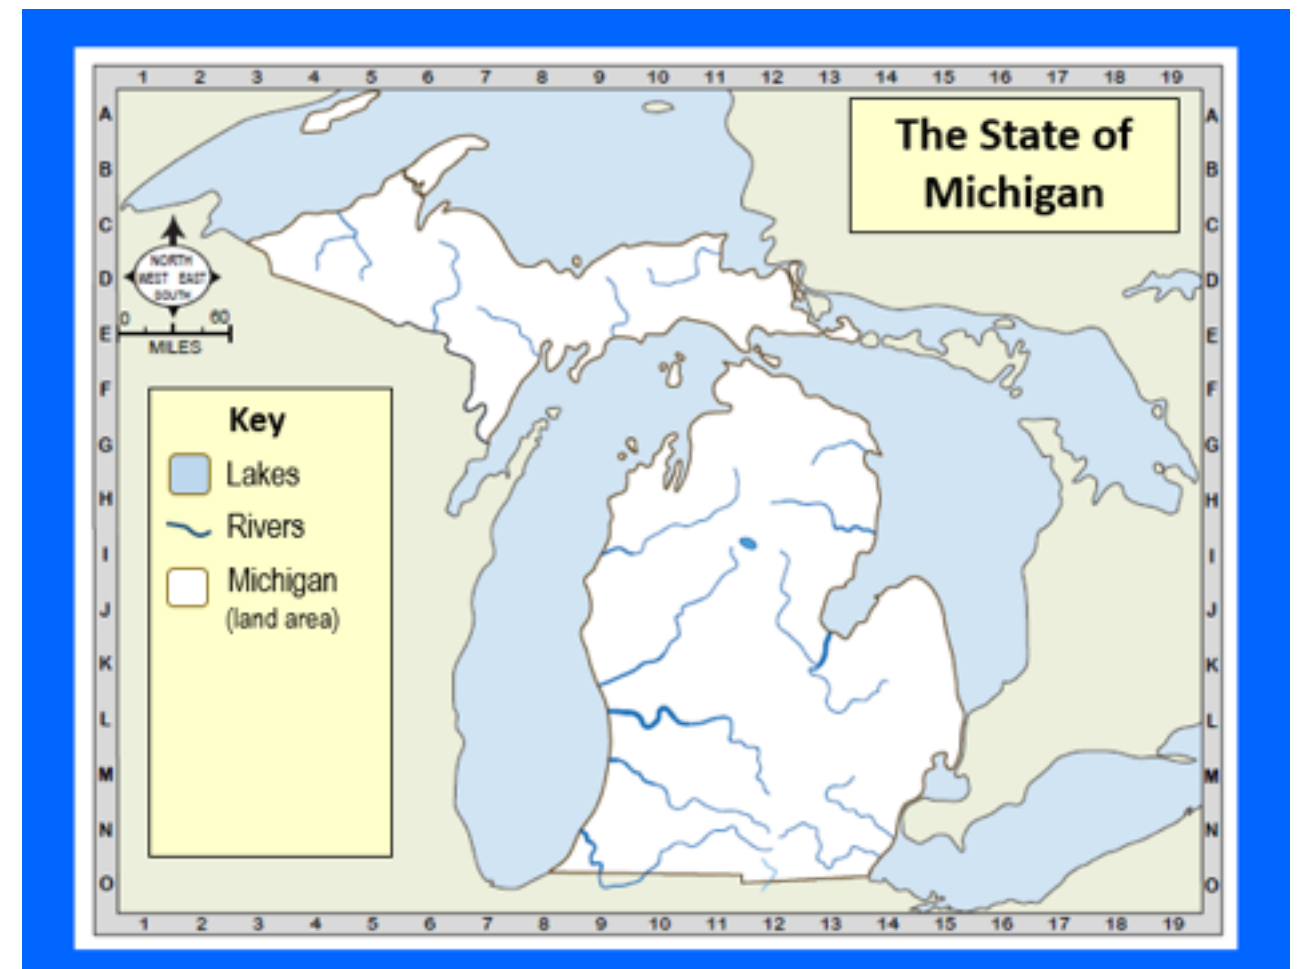 1 2 3 4 5 6 7 8 9 10 11 12 13 14 15 16 17 18 19
The State of
Michigan
A A
B B
C C
NORTH
WEST EAST
SOUTH
D D
0 60
MILES
E E
F F
Key
G G
Lakes
H H
Rivers
I I
Michigan
(land area)
J J
K K
L L
M M
N N
O O
1 2 3 4 5 6 7 8 9 10 11 12 13 14 15 16 17 18 19